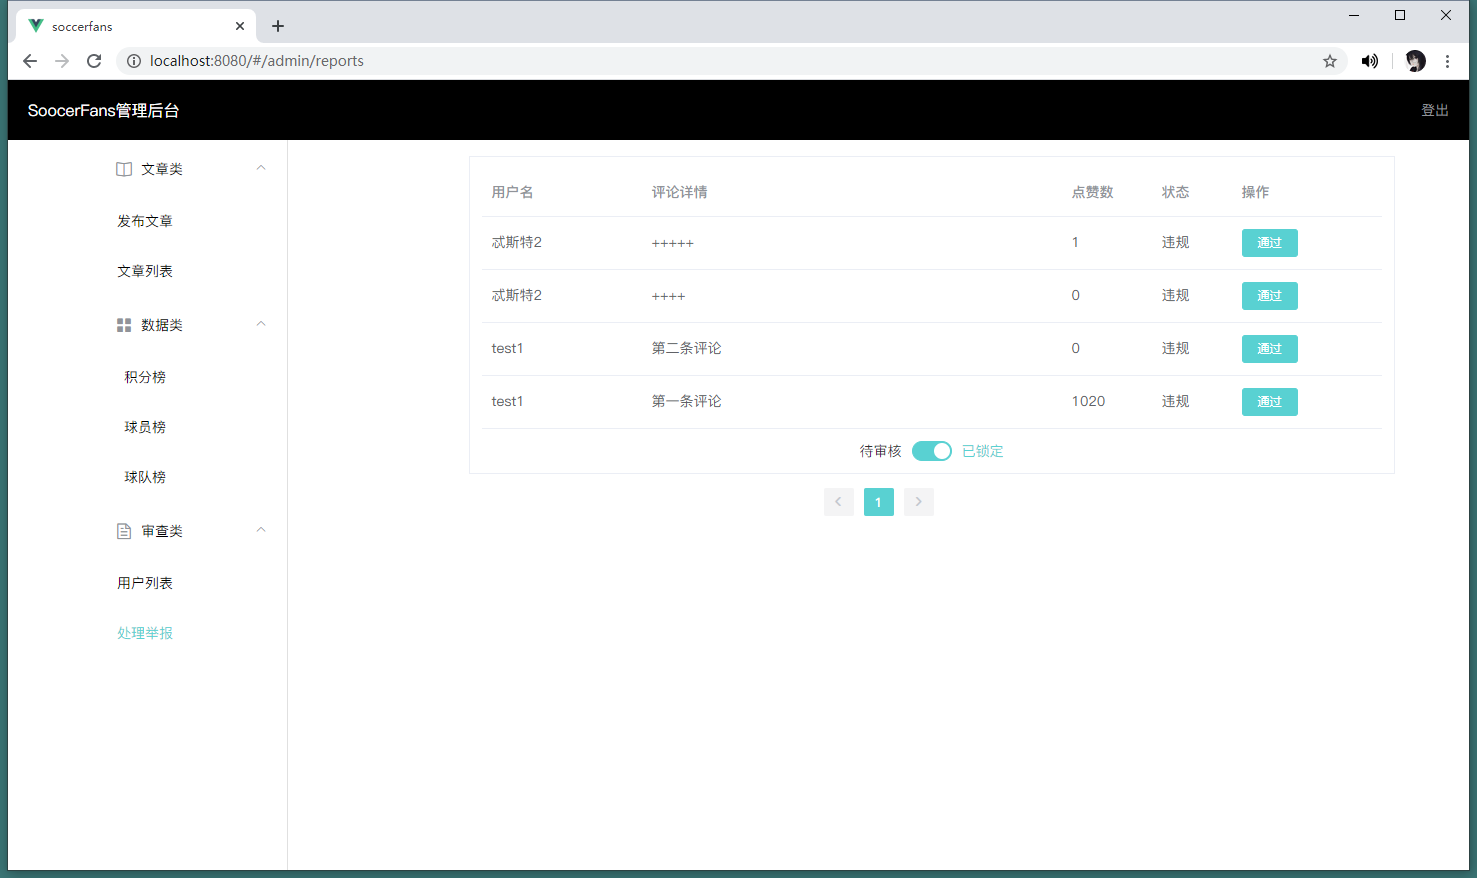 soccerfans
localhost:8080/#/admin/reports
SoocerFans管理后台
登出
文章类
发布文章
文章列表
数据类
积分榜
球员榜
球队榜
审查类
用户列表
处理举报
用户名 评论详情 点赞数 状态 操作
忒斯特2 +++++ 1 违规 通过
忒斯特2 ++++ 0 违规 通过
test1 第二条评论 0 违规 通过
test1 第一条评论 1020 违规 通过
待审核 已锁定
1